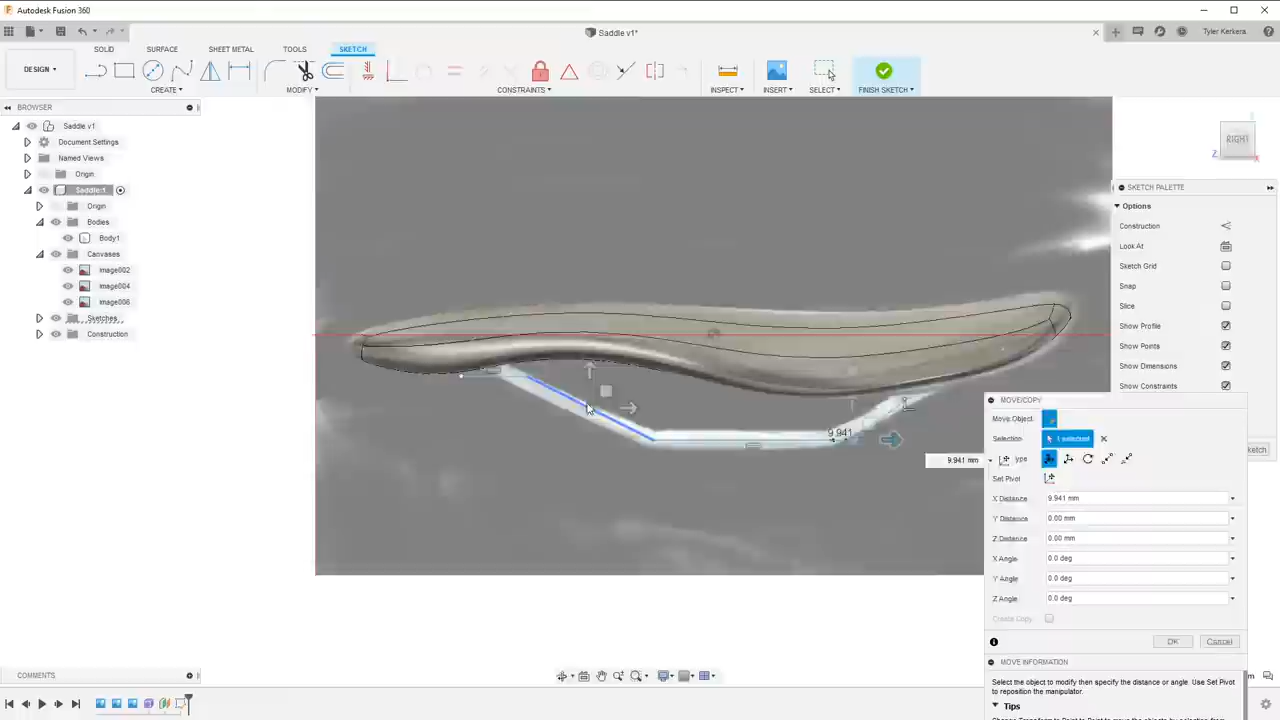 Autodesk Fusion 360
Saddle v1*
Tyler Kerkera
DESIGN
SOLID
SURFACE
SHEET METAL
TOOLS
SKETCH
CREATE
MODIFY
CONSTRAINTS
INSPECT
INSERT
SELECT
FINISH SKETCH
BROWSER
Saddle v1
Document Settings
Named Views
Origin
Saddle:1
Origin
Bodies
Body1
Canvases
image002
image004
image006
Sketches
Construction
RIGHT
Z
X
SKETCH PALETTE
Options
Construction
Look At
Sketch Grid
Snap
Slice
Show Profile
Show Points
Show Dimensions
Show Constraints
9.941
9.941 mm
MOVE/COPY
Move Object
Selection
1 selected
Type
Set Pivot
X Distance
9.941 mm
Y Distance
0.00 mm
Z Distance
0.00 mm
X Angle
0.0 deg
Y Angle
0.0 deg
Z Angle
0.0 deg
Create Copy
OK
Cancel
MOVE INFORMATION
Select the object to modify then specify the distance or angle. Use Set Pivot
to reposition the manipulator.
Tips
COMMENTS